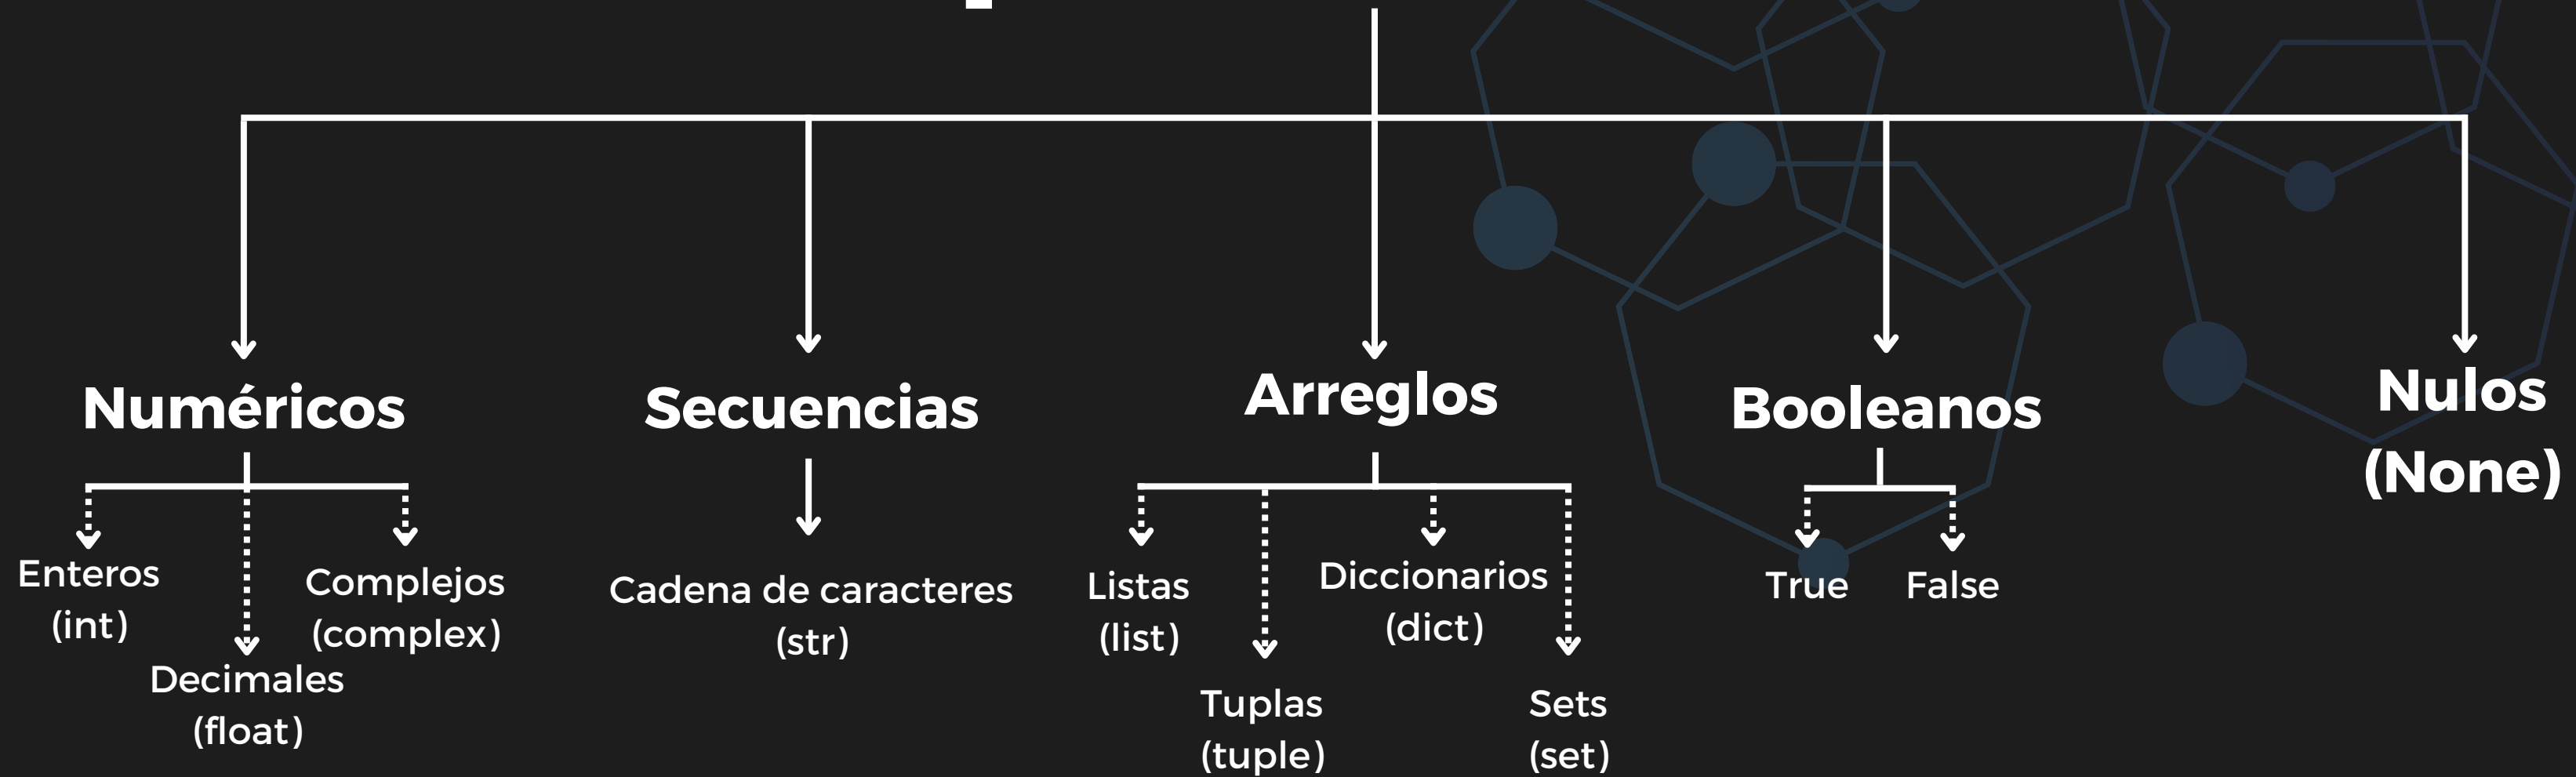 Numéricos
Enteros
(int)
Decimales
(float)
Complejos
(complex)
Secuencias
Cadena de caracteres
(str)
Arreglos
Listas
(list)
Tuplas
(tuple)
Diccionarios
(dict)
Sets
(set)
Booleanos
True
False
Nulos
(None)